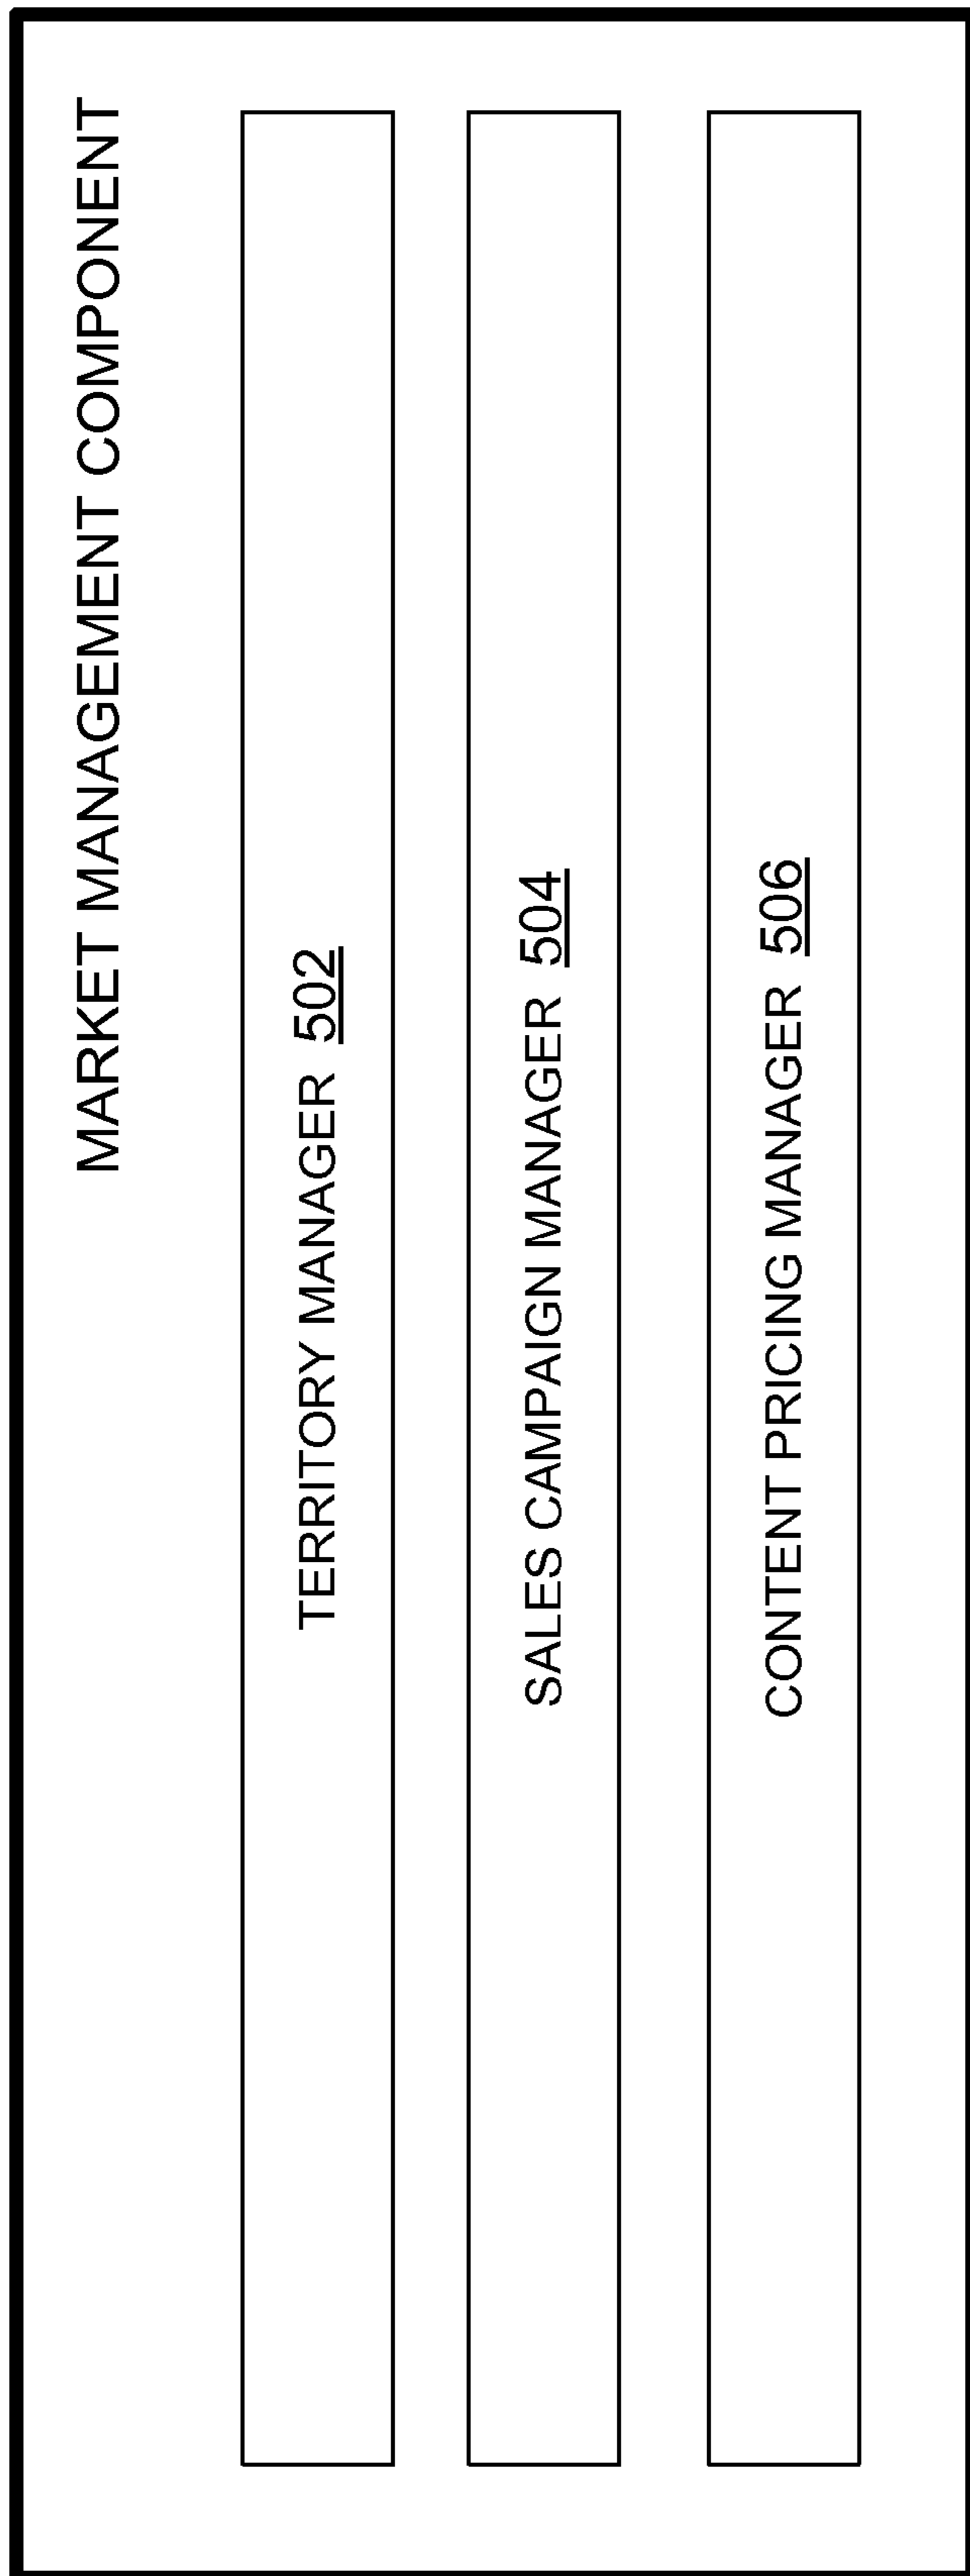 MARKET MANAGEMENT COMPONENT
TERRITORY MANAGER 502
SALES CAMPAIGN MANAGER 504
CONTENT PRICING MANAGER 506